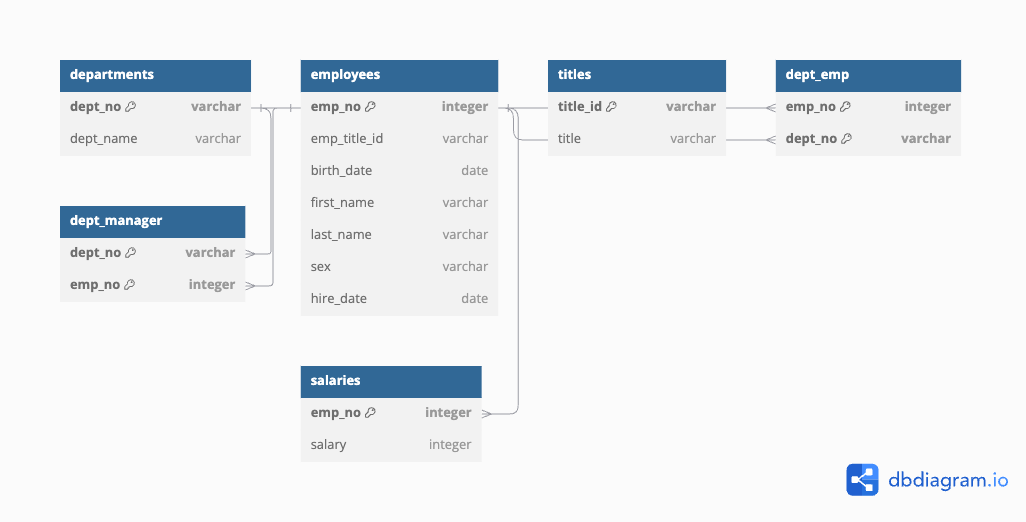 departments
dept_no varchar
dept_name varchar
employees
emp_no integer
emp_title_id varchar
birth_date date
first_name varchar
last_name varchar
sex varchar
hire_date date
titles
title_id varchar
title varchar
dept_emp
emp_no integer
dept_no varchar
dept_manager
dept_no varchar
emp_no integer
salaries
emp_no integer
salary integer
dbdiagram.io